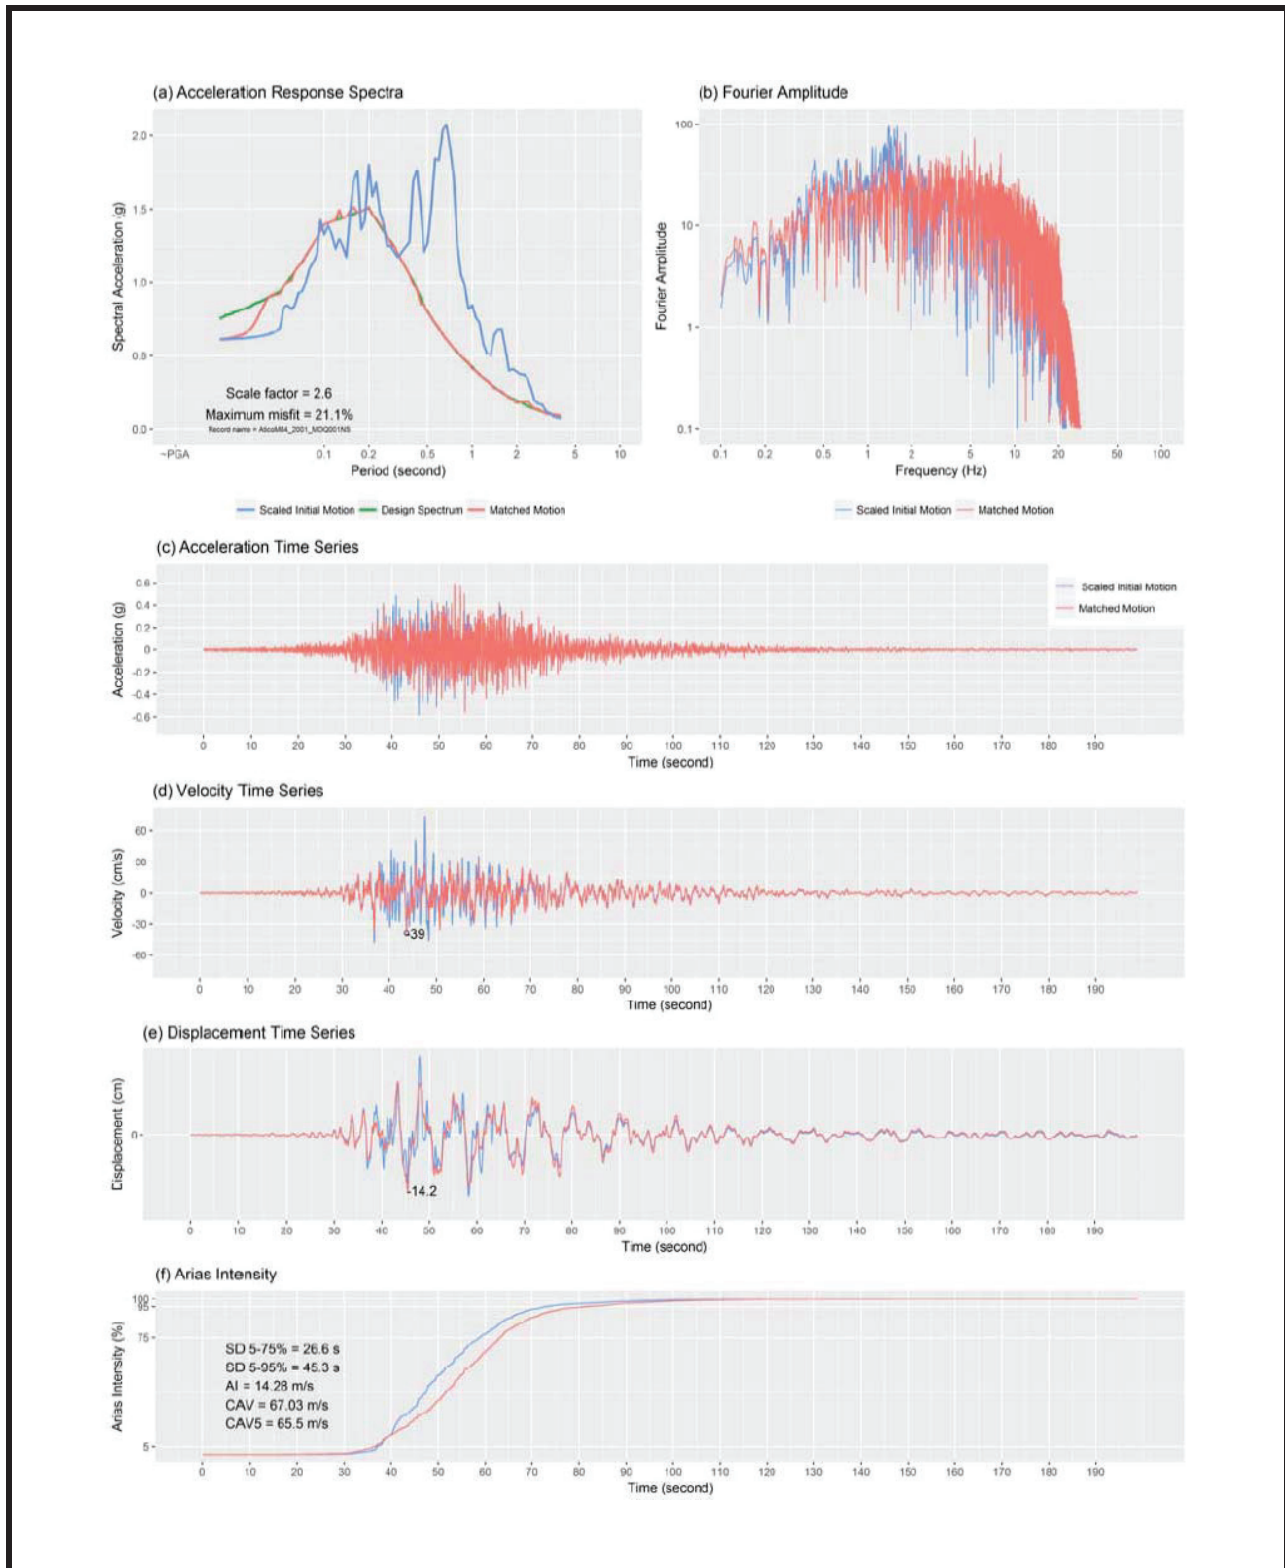 (a) Acceleration Response Spectra
Spectral Acceleration (g)
2.0
1.5
1.0
0.0
Scale factor = 2.6
Maximum misfit = 21.1%
~PGA 0.1 0.2 0.5 1 2 5 10
Period (second)
Scaled Initial Motion Design Spectrum Matched Motion
(b) Fourier Amplitude
Fourier Amplitude
100
10
1
0.1
0.1 0.2 0.5 1 2 5 10 20 50 100
Frequency (Hz)
Scaled Initial Motion Matched Motion
(c) Acceleration Time Series
Acceleration (g)
0.6
0.4
0.2
0
-0.2
-0.4
-0.6
Scaled Initial Motion
Matched Motion
0 10 20 30 40 50 60 70 80 90 100 110 120 130 140 150 160 170 180 190
Time (second)
(d) Velocity Time Series
Velocity (cm/s)
60
30
0
-30
-60
-39
0 10 20 30 40 50 60 70 80 90 100 110 120 130 140 150 160 170 180 190
Time (second)
(e) Displacement Time Series
Displacement (cm)
0
-14.2
0 10 20 30 40 50 60 70 80 90 100 110 120 130 140 150 160 170 180 190
Time (second)
(f) Arias Intensity
Arias Intensity (%)
100
95
75
5
SD 5-75% = 26.6 s
SD 5-95% = 45.3 s
AI = 14.28 m/s
CAV = 67.03 m/s
CAV5 = 65.5 m/s
0 10 20 30 40 50 60 70 80 90 100 110 120 130 140 150 160 170 180 190
Time (second)